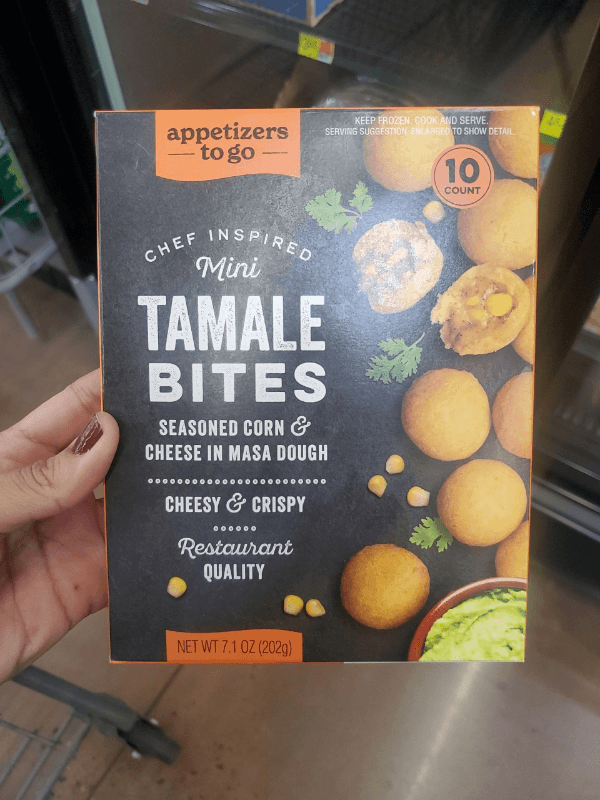 appetizers
to go
KEEP FROZEN. COOK AND SERVE.
SERVING SUGGESTION. ENLARGED TO SHOW DETAIL.
10
COUNT
CHEF INSPIRED
Mini
TAMALE
BITES
SEASONED CORN &
CHEESE IN MASA DOUGH
CHEESY & CRISPY
Restaurant
QUALITY
NET WT 7.1 OZ (202g)